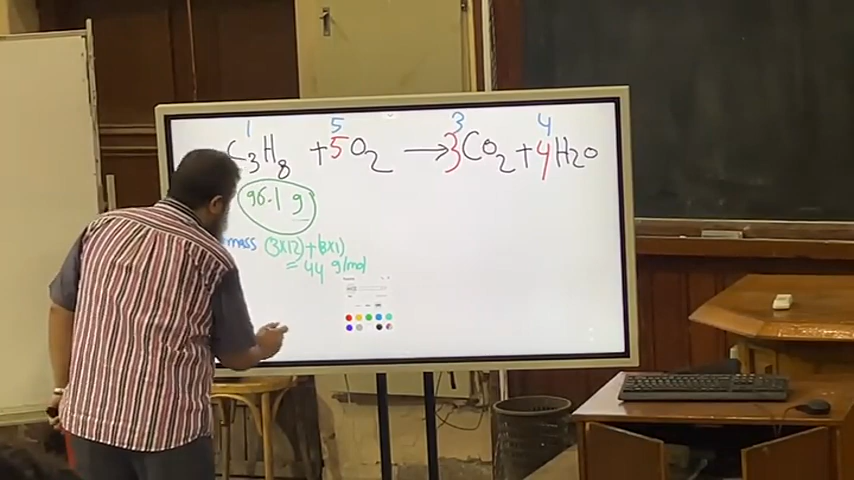 1 5 3 4
C3H8 + 5O2 → 3CO2 + 4H2O
96.1 g
mass (3x12)+(8x1)
= 44 g/mol